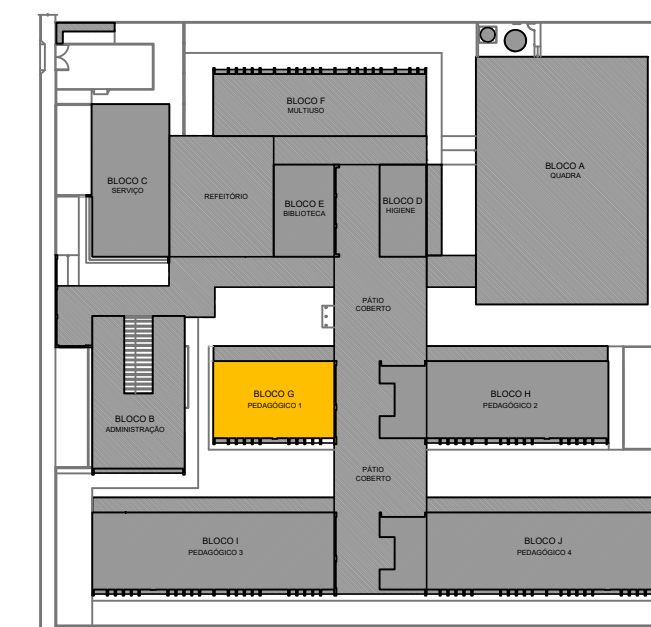 BLOCO F
MULTIUSO
BLOCO A
QUADRA
BLOCO C
SERVIÇO
REFEITÓRIO
BLOCO E
BIBLIOTECA
BLOCO D
HIGIENE
PÁTIO
COBERTO
BLOCO G
PEDAGÓGICO 1
BLOCO H
PEDAGÓGICO 2
BLOCO B
ADMINISTRAÇÃO
PÁTIO
COBERTO
BLOCO I
PEDAGÓGICO 3
BLOCO J
PEDAGÓGICO 4